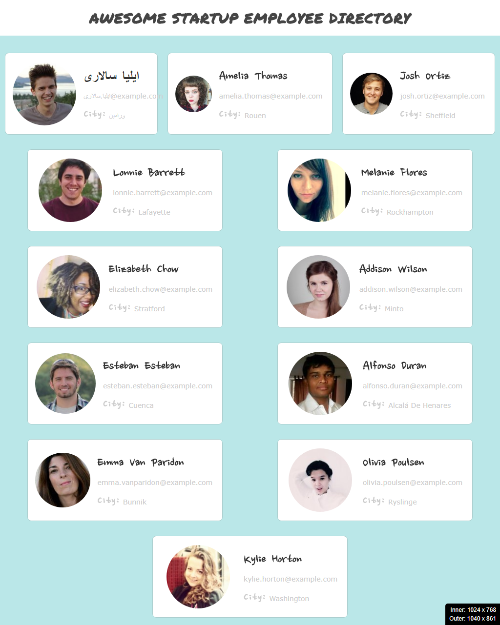 AWESOME STARTUP EMPLOYEE DIRECTORY
ایلیا سالاری
City:
Amelia Thomas
amelia.thomas@example.com
City: Rouen
Josh Ortiz
josh.ortiz@example.com
City: Sheffield
Lonnie Barrett
lonnie.barrett@example.com
City: Lafayette
Melanie Flores
melanie.flores@example.com
City: Rockhampton
Elizabeth Chow
elizabeth.chow@example.com
City: Stratford
Addison Wilson
addison.wilson@example.com
City: Minto
Esteban Esteban
esteban.esteban@example.com
City: Cuenca
Alfonso Duran
alfonso.duran@example.com
City: Alcalá De Henares
Emma Van Paridon
emma.vanparidon@example.com
City: Bunnik
Olivia Poulsen
olivia.poulsen@example.com
City: Ryslinge
Kylie Horton
kylie.horton@example.com
City: Washington
Inner: 1024 x 768
Outer: 1040 x 861